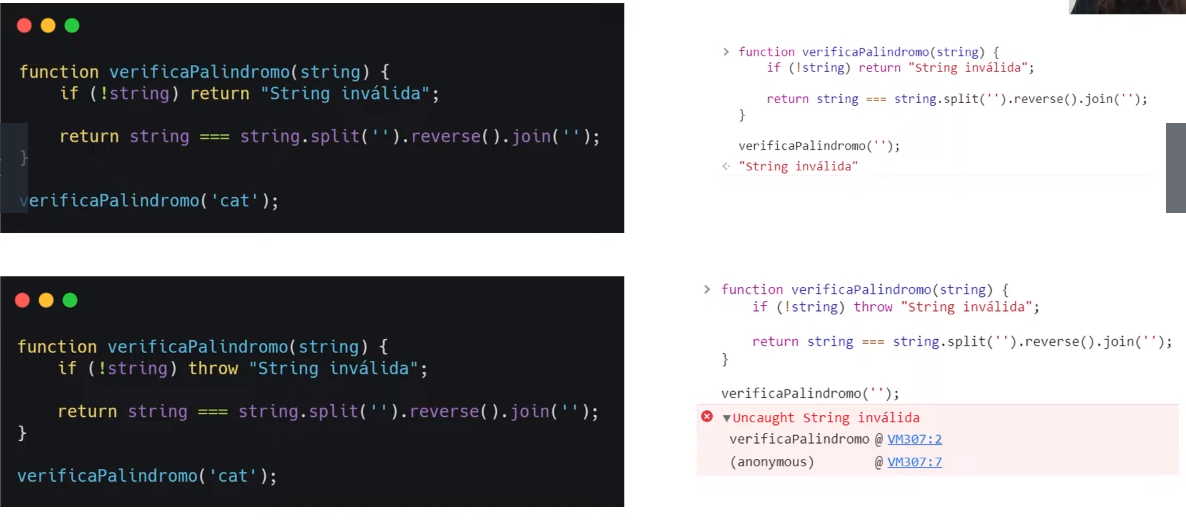 function verificaPalindromo(string) {
    if (!string) return "String inválida";
    return string === string.split('').reverse().join('');
}
verificaPalindromo('cat');
> function verificaPalindromo(string) {
    if (!string) return "String inválida";
    return string === string.split('').reverse().join('');
}
verificaPalindromo('');
"String inválida"
function verificaPalindromo(string) {
    if (!string) throw "String inválida";
    return string === string.split('').reverse().join('');
}
verificaPalindromo('cat');
> function verificaPalindromo(string) {
    if (!string) throw "String inválida";
    return string === string.split('').reverse().join('');
}
verificaPalindromo('');
▼Uncaught String inválida
verificaPalindromo @ VM307:2
(anonymous) @ VM307:7